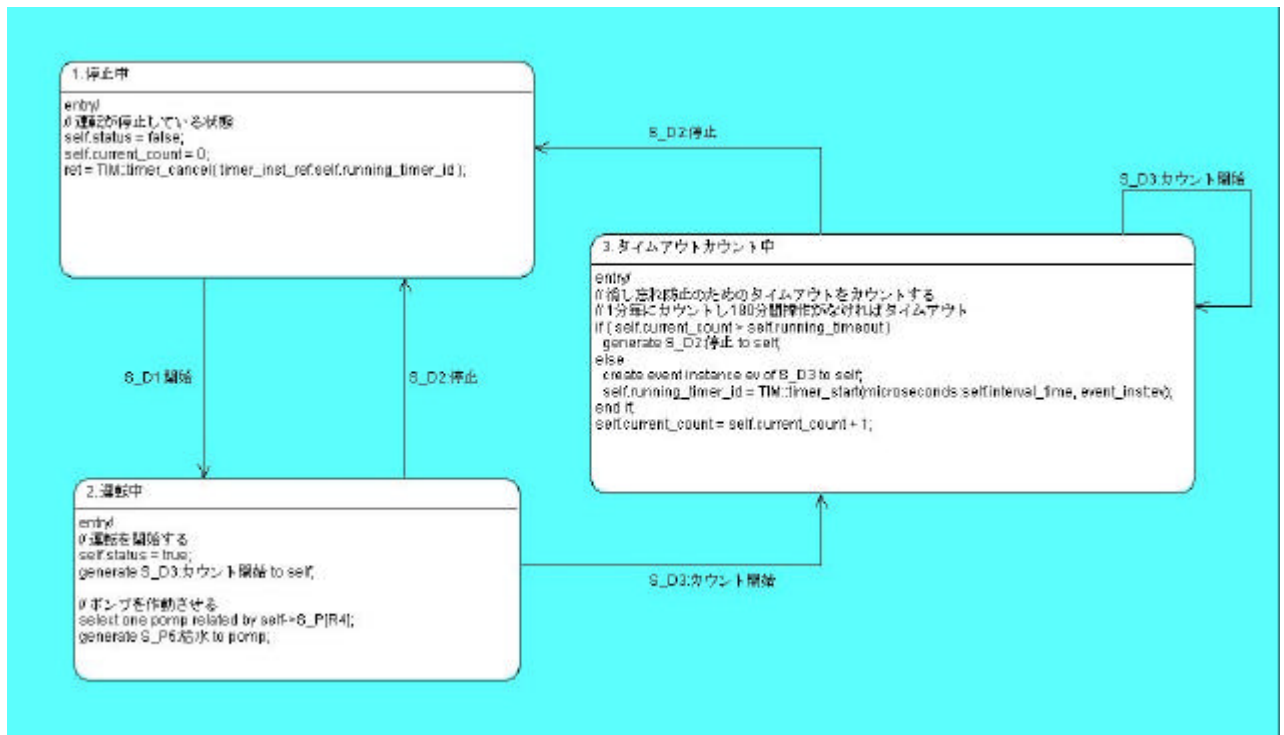 1.停止中
entry/
// 運転が停止している状態
self.status = false;
self.current_count = 0;
ret = TIM::timer_cancel( timer_inst_ref:self.running_timer_id );
S_D2:停止
S_D3:カウント開始
3.タイムアウトカウント中
entry/
// 消し忘れ防止のためのタイムアウトをカウントする
// 1分毎にカウントし180分間操作がなければタイムアウト
if ( self.current_count > self.running_timeout )
generate S_D2:停止 to self;
else
create event instance ev of S_D3 to self;
self.running_timer_id = TIM::timer_start(microseconds:self.interval_time, event_inst:ev);
end if;
self.current_count = self.current_count + 1;
S_D1:開始
S_D2:停止
2.運転中
entry/
// 運転を開始する
self.status = true;
generate S_D3:カウント開始 to self;
// ポンプを作動させる
select one pomp related by self->S_P[R4];
generate S_P6:給水 to pomp;
S_D3:カウント開始